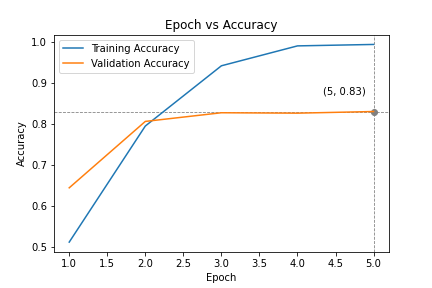 Epoch vs Accuracy
Training Accuracy
Validation Accuracy
(5, 0.83)
1.0
0.9
0.8
0.7
0.6
0.5
Accuracy
1.0 1.5 2.0 2.5 3.0 3.5 4.0 4.5 5.0
Epoch